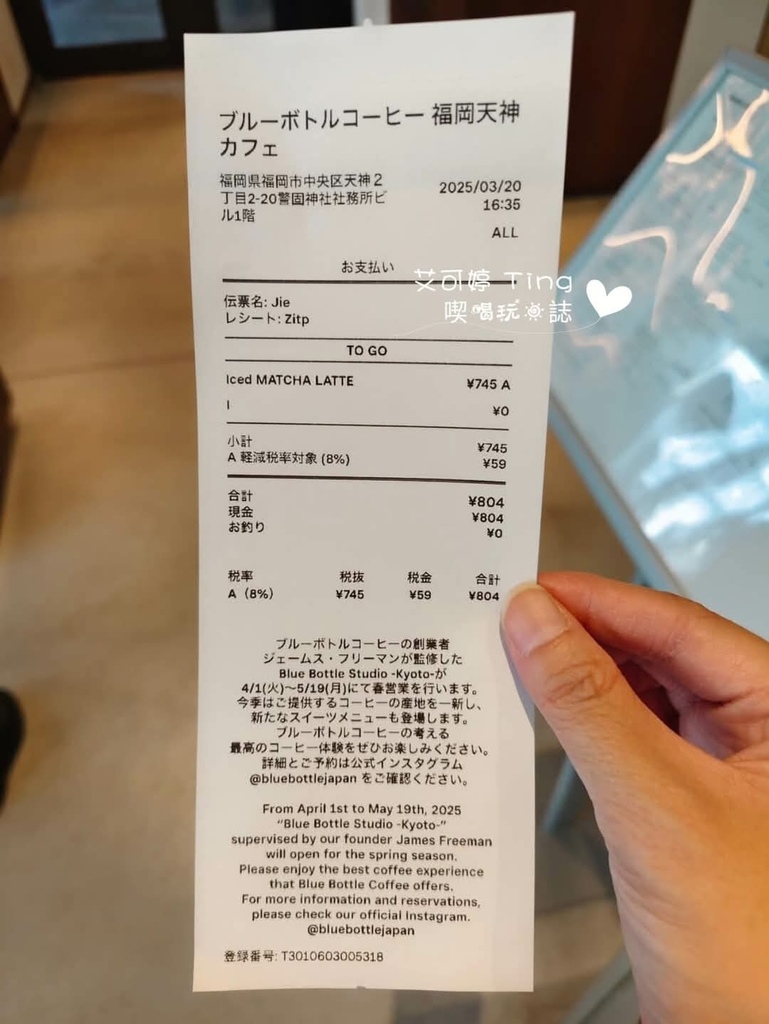 ブルーボトルコーヒー 福岡天神
カフェ
福岡県福岡市中央区天神2
丁目2-20警固神社社務所ビ
ル1階
2025/03/20
16:35
ALL
お支払い
艾可婷 Ting
喫喝玩誌
伝票名: Jie
レシート: Zitp
TO GO
Iced MATCHA LATTE ¥745 A
I ¥0
小計 ¥745
A 軽減税率対象 (8%) ¥59
合計 ¥804
現金 ¥804
お釣り ¥0
税率 税抜 税金 合計
A (8%) ¥745 ¥59 ¥804
ブルーボトルコーヒーの創業者
ジェームス・フリーマンが監修した
Blue Bottle Studio -Kyoto-が
4/1(火)〜5/19(月)にて春営業を行います。
今季はご提供するコーヒーの産地を一新し、
新たなスイーツメニューも登場します。
ブルーボトルコーヒーの考える
最高のコーヒー体験をぜひお楽しみください。
詳細とご予約は公式インスタグラム
@bluebottlejapan をご確認ください。
From April 1st to May 19th, 2025
“Blue Bottle Studio -Kyoto-”
supervised by our founder James Freeman
will open for the spring season.
Please enjoy the best coffee experience
that Blue Bottle Coffee offers.
For more information and reservations,
please check our official Instagram.
@bluebottlejapan
登録番号: T3010603005318